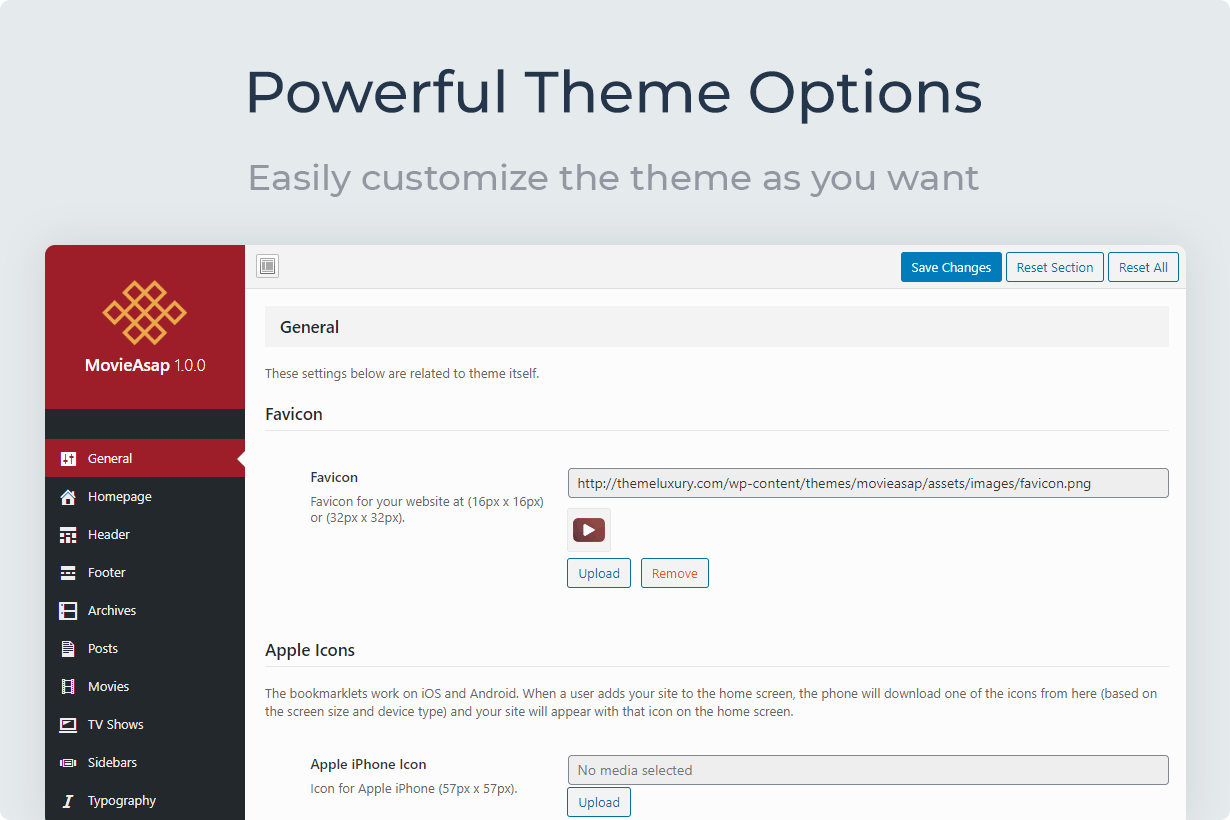 Powerful Theme Options
Easily customize the theme as you want
MovieAsap 1.0.0
Save Changes
Reset Section
Reset All
General
Homepage
Header
Footer
Archives
Posts
Movies
TV Shows
Sidebars
Typography
General
These settings below are related to theme itself.
Favicon
Favicon
Favicon for your website at (16px x 16px)
or (32px x 32px).
http://themeluxury.com/wp-content/themes/movieasap/assets/images/favicon.png
Upload
Remove
Apple Icons
The bookmarklets work on iOS and Android. When a user adds your site to the home screen, the phone will download one of the icons from here (based on
the screen size and device type) and your site will appear with that icon on the home screen.
Apple iPhone Icon
Icon for Apple iPhone (57px x 57px).
No media selected
Upload